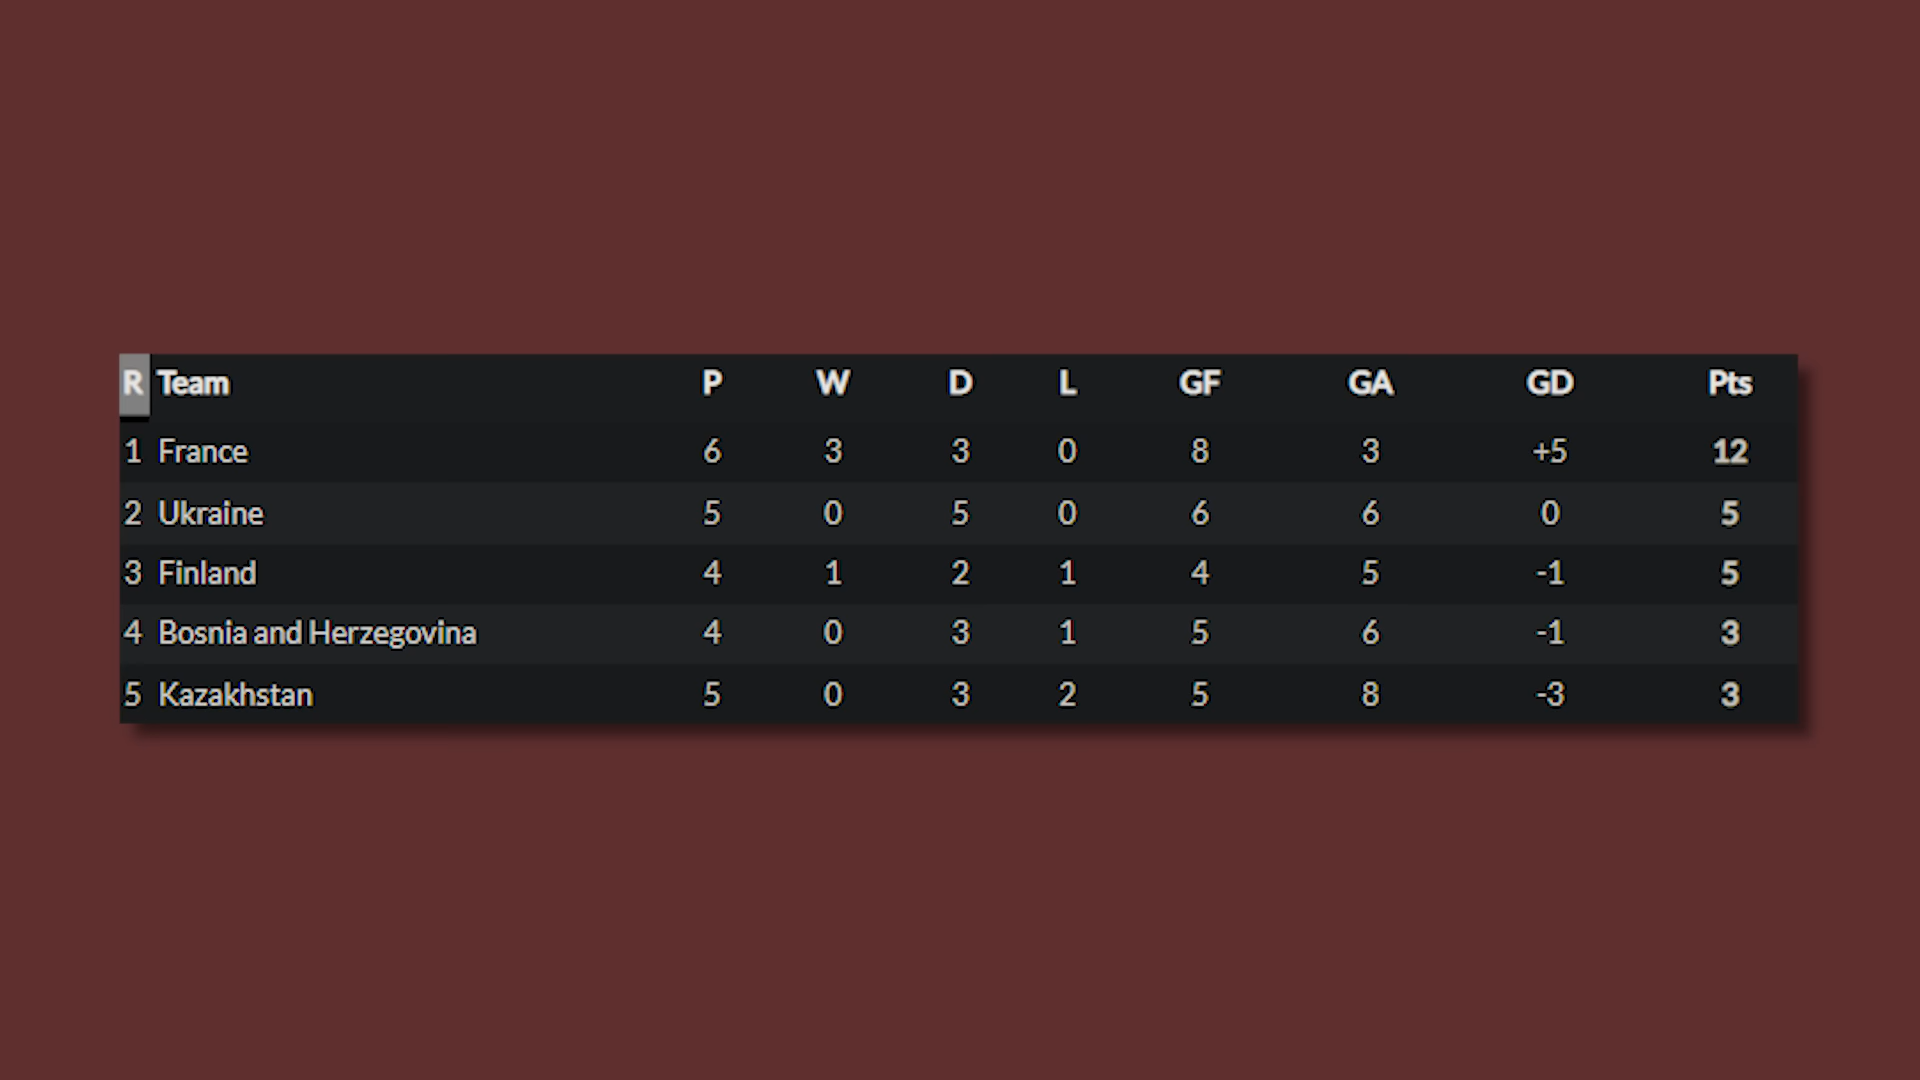 R Team P W D L GF GA GD Pts
1 France 6 3 3 0 8 3 +5 12
2 Ukraine 5 0 5 0 6 6 0 5
3 Finland 4 1 2 1 4 5 -1 5
4 Bosnia and Herzegovina 4 0 3 1 5 6 -1 3
5 Kazakhstan 5 0 3 2 5 8 -3 3